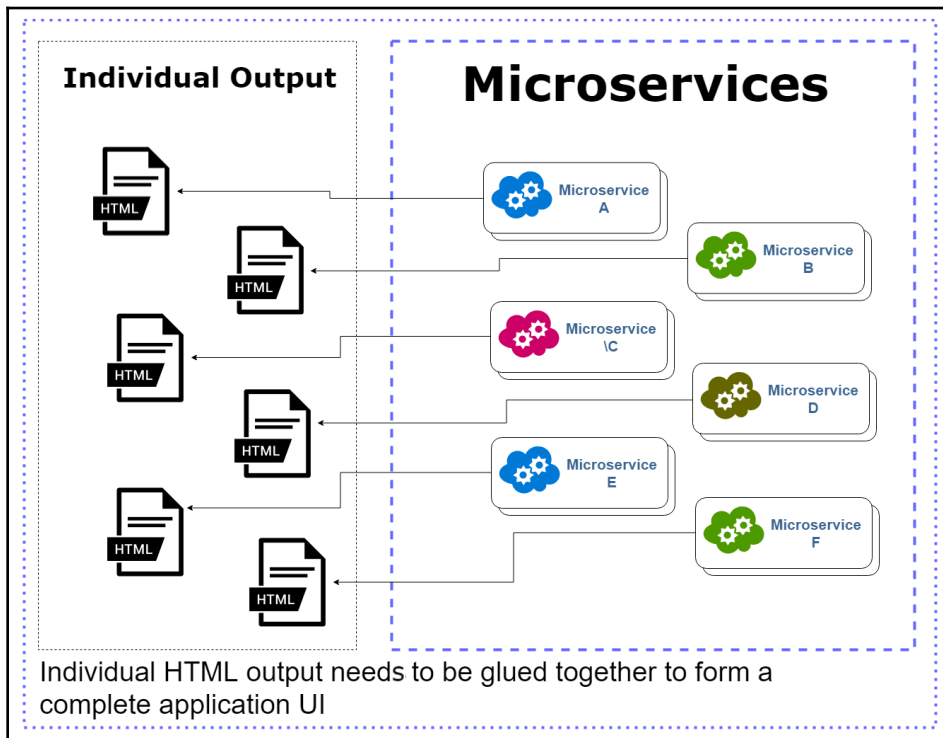 Individual Output
Microservices
HTML
Microservice
A
HTML
Microservice
B
HTML
Microservice
\C
HTML
Microservice
D
HTML
Microservice
E
HTML
Microservice
F
Individual HTML output needs to be glued together to form a
complete application UI